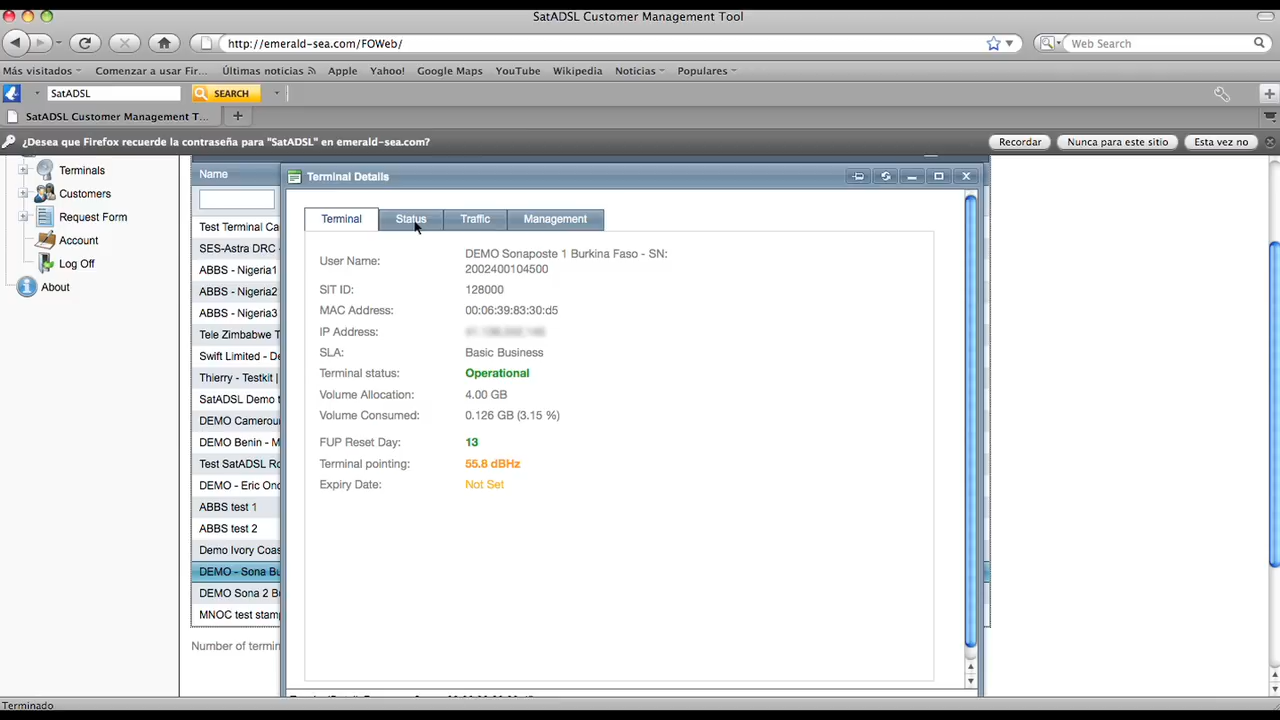 SatADSL Customer Management Tool
http://emerald-sea.com/FOWeb/
Web Search
Más visitados
Comenzar a usar Fir...
Últimas noticias
Apple
Yahoo!
Google Maps
YouTube
Wikipedia
Noticias
Populares
SatADSL
SEARCH
SatADSL Customer Management T...
¿Desea que Firefox recuerde la contraseña para "SatADSL" en emerald-sea.com?
Recordar
Nunca para este sitio
Esta vez no
Terminals
Customers
Request Form
Account
Log Off
About
Name
Test Terminal Ca
SES-Astra DRC -
ABBS - Nigeria1
ABBS - Nigeria2
ABBS - Nigeria3
Tele Zimbabwe T
Swift Limited - De
Thierry - Testkit |
SatADSL Demo t
DEMO Camerou
DEMO Benin - M
Test SatADSL Ro
DEMO - Eric Ond
ABBS test 1
ABBS test 2
Demo Ivory Coas
DEMO - Sona Bu
DEMO Sona 2 B
MNOC test stam
Number of termin
Terminal Details
Terminal
Status
Traffic
Management
User Name:
DEMO Sonaposte 1 Burkina Faso - SN:
2002400104500
SIT ID:
128000
MAC Address:
00:06:39:83:30:d5
IP Address:
SLA:
Basic Business
Terminal status:
Operational
Volume Allocation:
4.00 GB
Volume Consumed:
0.126 GB (3.15 %)
FUP Reset Day:
13
Terminal pointing:
55.8 dBHz
Expiry Date:
Not Set
Terminado